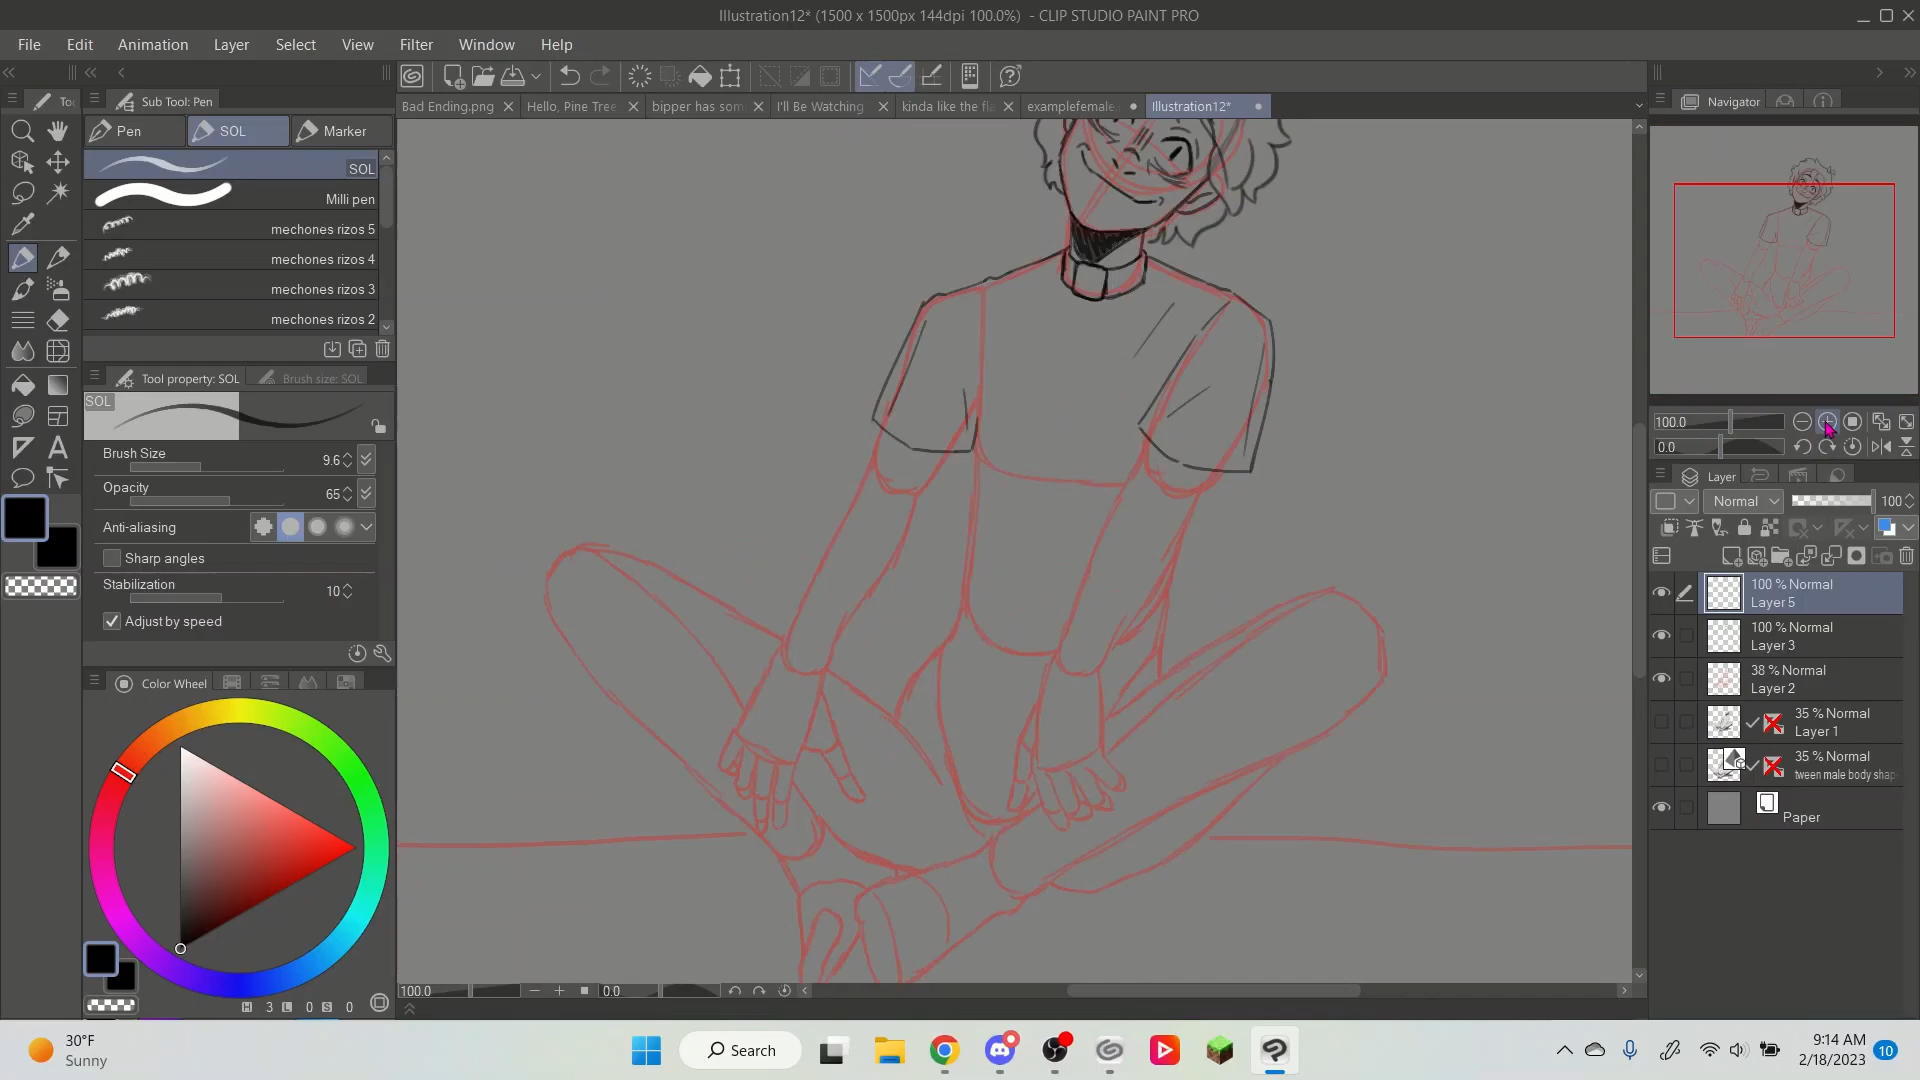 Illustration12* (1500 x 1500px 144dpi 100.0%)  - CLIP STUDIO PAINT PRO
File Edit Animation Layer Select View Filter Window Help
Sub Tool: Pen
Bad Ending.png Hello, Pine Tree bipper has som I'll Be Watching kinda like the fla examplefemale Illustration12*
Navigator
Pen SOL Marker
SOL
Milli pen
mechones rizos 5
mechones rizos 4
mechones rizos 3
mechones rizos 2
Tool property: SOL Brush size: SOL
SOL
Brush Size 9.6
Opacity 65
Anti-aliasing
Sharp angles
Stabilization 10
Adjust by speed
Color Wheel
H 3 L 0 S 0
100.0
0.0
Layer
Normal 100
100 % Normal
Layer 5
100 % Normal
Layer 3
38 % Normal
Layer 2
35 % Normal
Layer 1
35 % Normal
tween male body shap
Paper
100.0 0.0
30°F
Sunny
Search
9:14 AM
2/18/2023
10